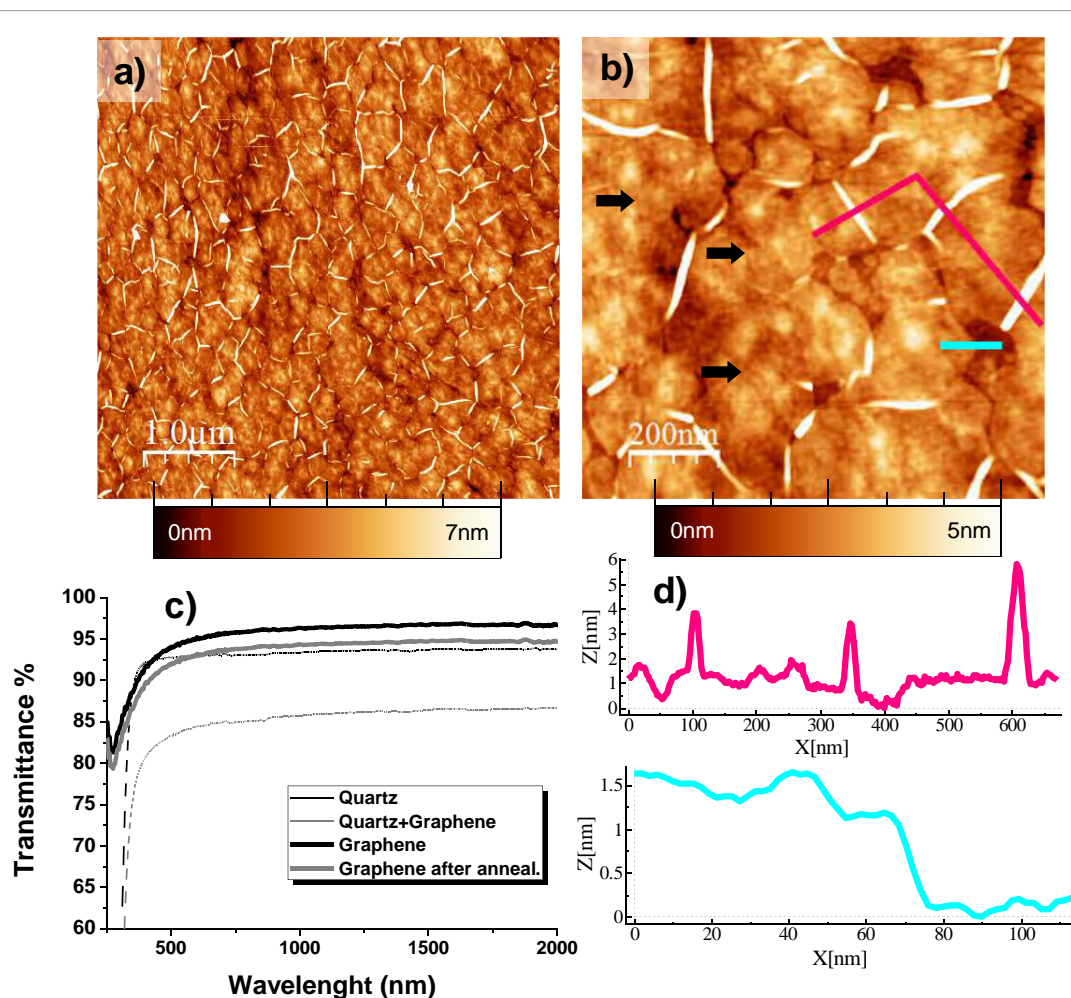 a)
1.0µm
0nm
7nm
b)
200nm
0nm
5nm
c)
100
95
90
85
80
75
70
65
60
Transmittance %
Quartz
Quartz+Graphene
Graphene
Graphene after anneal.
500
1000
1500
2000
Wavelenght (nm)
d)
6
5
4
3
2
1
0
Z[nm]
0
100
200
300
400
500
600
X[nm]
1.5
1
0.5
0
Z[nm]
0
20
40
60
80
100
X[nm]